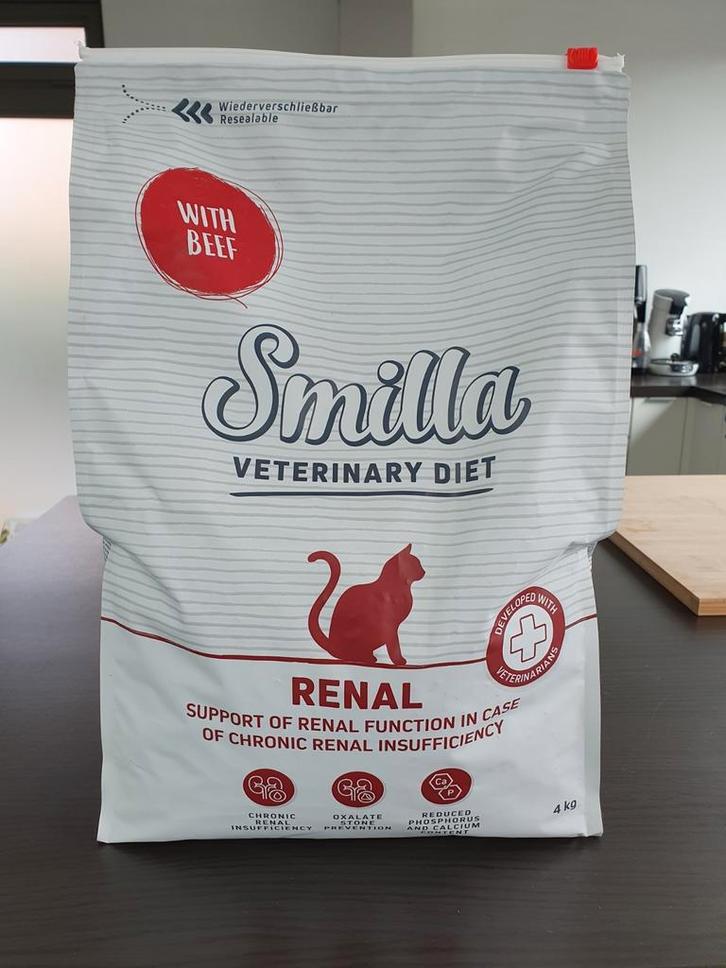 Wiederverschließbar
Resealable
WITH
BEEF
Smilla
VETERINARY DIET
DEVELOPED WITH
VETERINARIANS
RENAL
SUPPORT OF RENAL FUNCTION IN CASE
OF CHRONIC RENAL INSUFFICIENCY
Ca
P
CHRONIC
RENAL
INSUFFICIENCY
OXALATE
STONE
PREVENTION
REDUCED
PHOSPHORUS
AND CALCIUM
CONTENT
4 kg